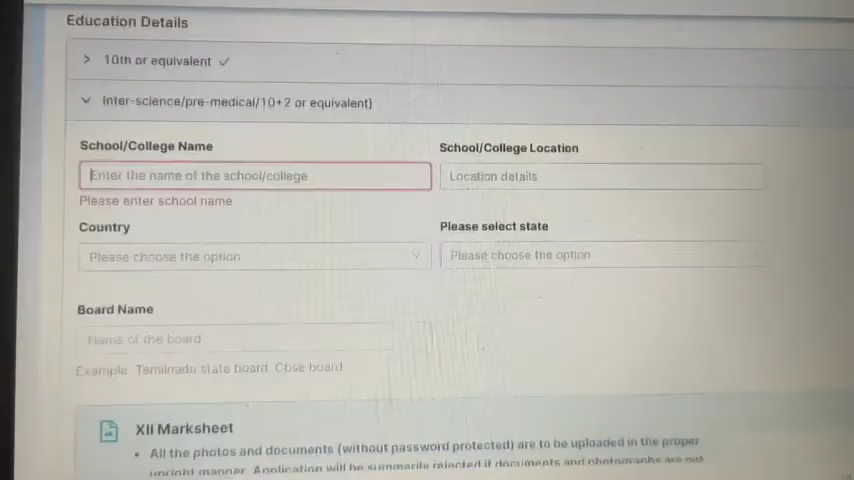 Education Details
10th or equivalent
Inter-science/pre-medical/10+2 or equivalent)
School/College Name
School/College Location
Enter the name of the school/college
Location details
Please enter school name
Country
Please select state
Please choose the option
Please choose the option
Board Name
Name of the board
Example Tamilnadu state board, Cbse board
XII Marksheet
• All the photos and documents (without password protected) are to be uploaded in the proper
upright manner. Application will be summarily rejected if documents and photographs are not